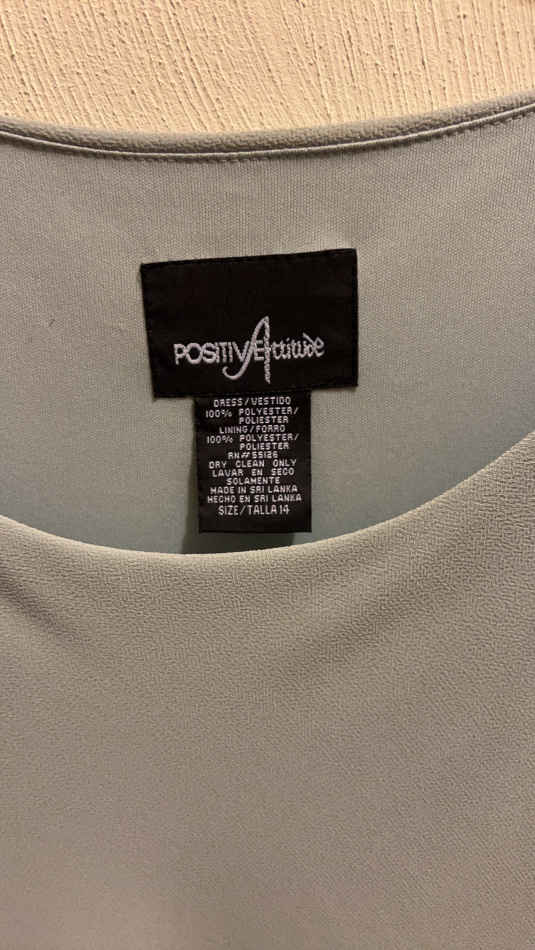 POSITIVE Attitude
DRESS/VESTIDO
100% POLYESTER/
POLIESTER
LINING/FORRO
100% POLYESTER/
POLIESTER
RN#55126
DRY CLEAN ONLY
LAVAR EN SECO
SOLAMENTE
MADE IN SRI LANKA
HECHO EN SRI LANKA
SIZE/TALLA 14